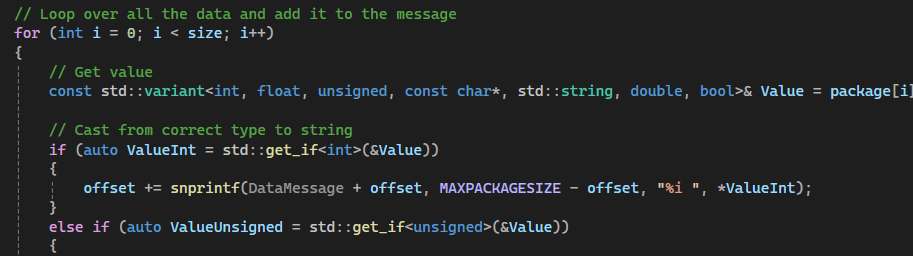 // Loop over all the data and add it to the message
for (int i = 0; i < size; i++)
{
    // Get value
    const std::variant<int, float, unsigned, const char*, std::string, double, bool>& Value = package[i]
    // Cast from correct type to string
    if (auto ValueInt = std::get_if<int>(&Value))
    {
        offset += snprintf(DataMessage + offset, MAXPACKAGESIZE - offset, "%i ", *ValueInt);
    }
    else if (auto ValueUnsigned = std::get_if<unsigned>(&Value))
    {